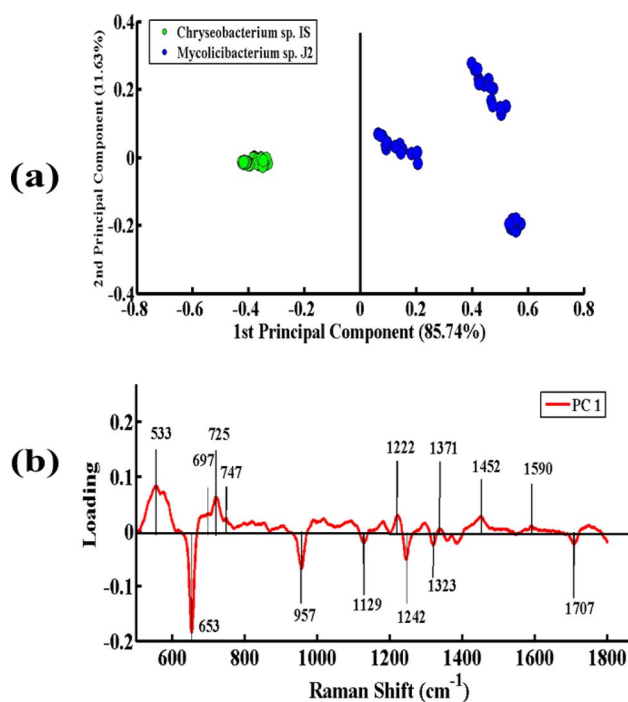 Chryseobacterium sp. IS
Mycolicibacterium sp. J2
(a)
2nd Principal Component (11.63%)
0.4
0.2
0
-0.2
-0.4
-0.8 -0.6 -0.4 -0.2 0 0.2 0.4 0.6 0.8
1st Principal Component (85.74%)
(b)
PC 1
Loading
0.2
0.1
0
-0.1
-0.2
533 697 725 747 1222 1371 1452 1590
653 957 1129 1242 1323 1707
600 800 1000 1200 1400 1600 1800
Raman Shift (cm⁻¹)